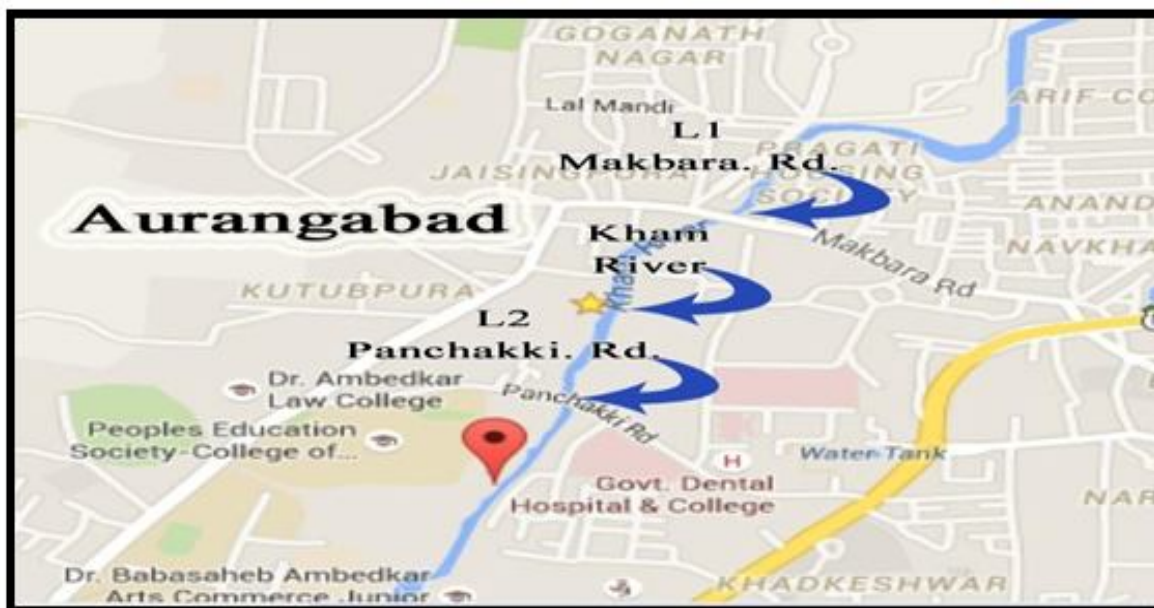 GOGANATH
NAGAR
Lal Mandi
ARIF CO
L1
Makbara. Rd.
PRAGATI
HOUSING
SOCIETY
JAISINGPURA
ANAND
Aurangabad
Kham
River
Makbara Rd
NAVKHA
KUTUBPURA
L2
Panchakki. Rd.
Dr. Ambedkar
Law College
Panchakki Rd
Peoples Education
Society-College of...
Water Tank
H
Govt. Dental
Hospital & College
NAR
Dr. Babasaheb Ambedkar
Arts Commerce Junior
KHADKESHWAR